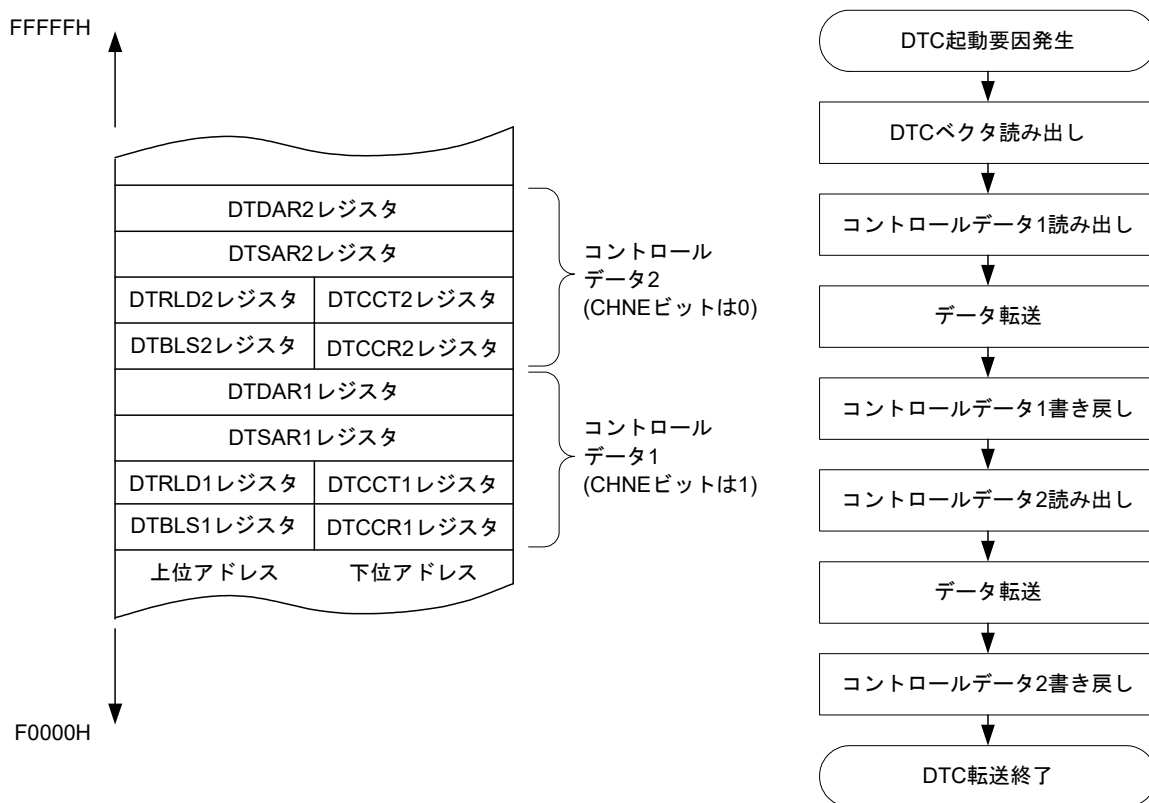 FFFFFH
DTDAR2レジスタ
DTSAR2レジスタ
DTRLD2レジスタ DTCCT2レジスタ
DTBLS2レジスタ DTCCR2レジスタ
DTDAR1レジスタ
DTSAR1レジスタ
DTRLD1レジスタ DTCCT1レジスタ
DTBLS1レジスタ DTCCR1レジスタ
上位アドレス 下位アドレス
F0000H
コントロール
データ2
(CHNEビットは0)
コントロール
データ1
(CHNEビットは1)
DTC起動要因発生
DTCベクタ読み出し
コントロールデータ1読み出し
データ転送
コントロールデータ1書き戻し
コントロールデータ2読み出し
データ転送
コントロールデータ2書き戻し
DTC転送終了